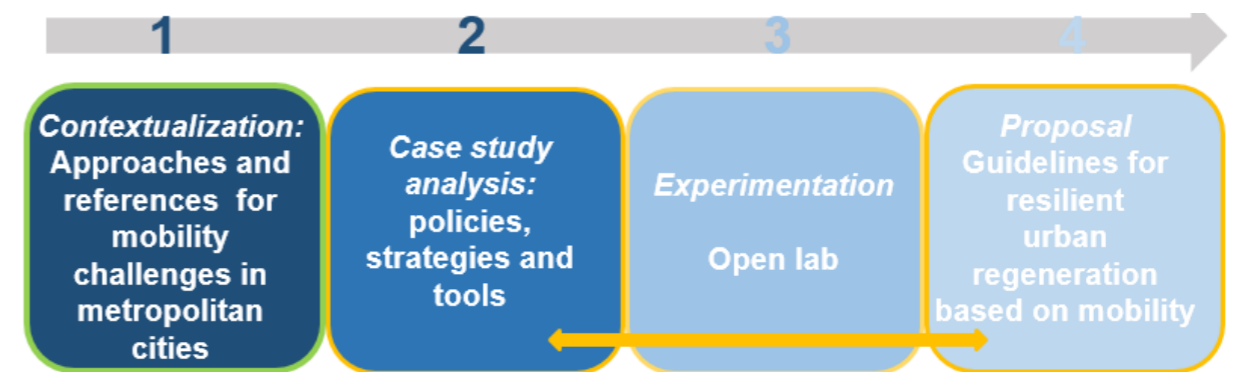 1 2 3 4
Contextualization:
Approaches and
references for
mobility
challenges in
metropolitan
cities
Case study
analysis:
policies,
strategies and
tools
Experimentation
Open lab
Proposal
Guidelines for
resilient
urban
regeneration
based on mobility